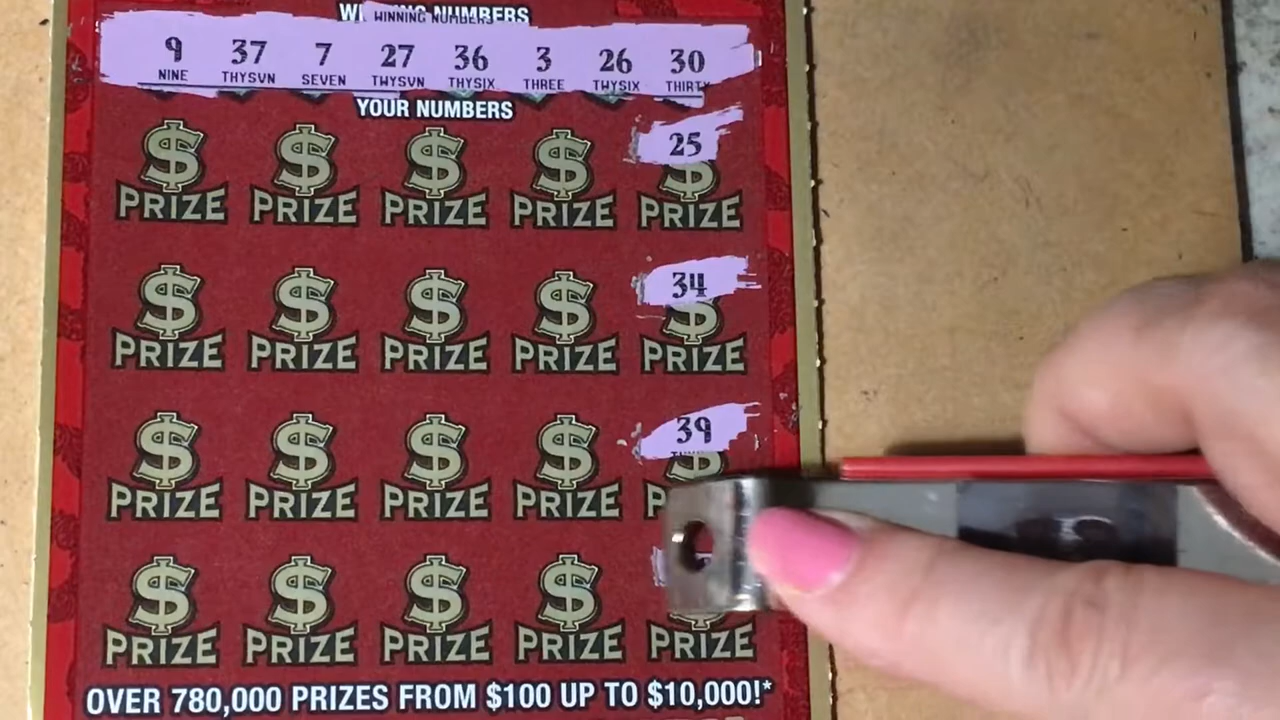 WINNING NUMBERS
9 37 7 27 36 3 26 30
NINE THYSVN SEVEN TWYSVN THYSIX THREE TWYSIX THIRTY
YOUR NUMBERS
25
$ $ $ $ $
PRIZE PRIZE PRIZE PRIZE PRIZE
34
$ $ $ $ $
PRIZE PRIZE PRIZE PRIZE PRIZE
39
$ $ $ $ $
PRIZE PRIZE PRIZE PRIZE
$ $ $ $
PRIZE PRIZE PRIZE PRIZE PRIZE
OVER 780,000 PRIZES FROM $100 UP TO $10,000!*